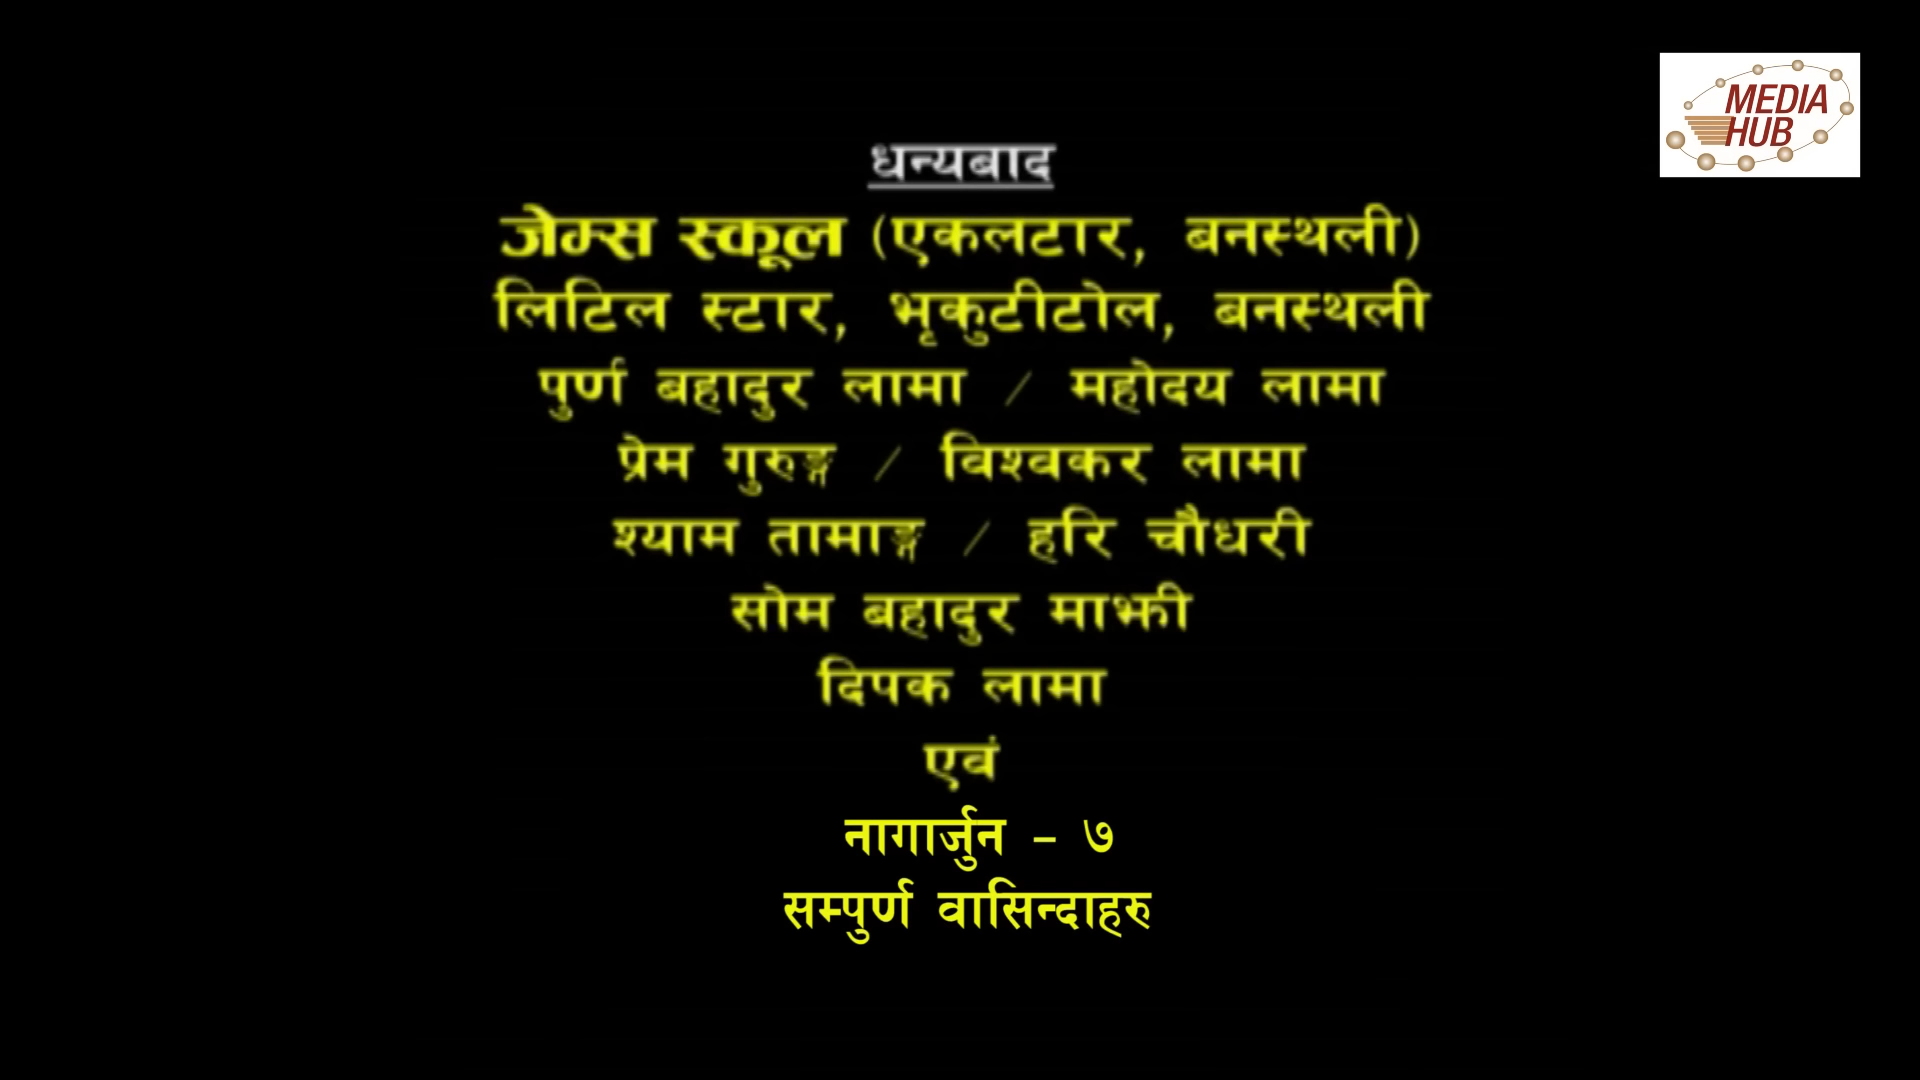 MEDIA
HUB
धन्यबाद
जेम्स स्कूल (एकलटार, बनस्थली)
लिटिल स्टार, भृकुटीटोल, बनस्थली
पुर्ण बहादुर लामा / महोदय लामा
प्रेम गुरुङ्ग / विश्वकर लामा
श्याम तामाङ्ग / हरि चौधरी
सोम बहादुर माझी
दिपक लामा
एवं
नागार्जुन - ७
सम्पुर्ण वासिन्दाहरु